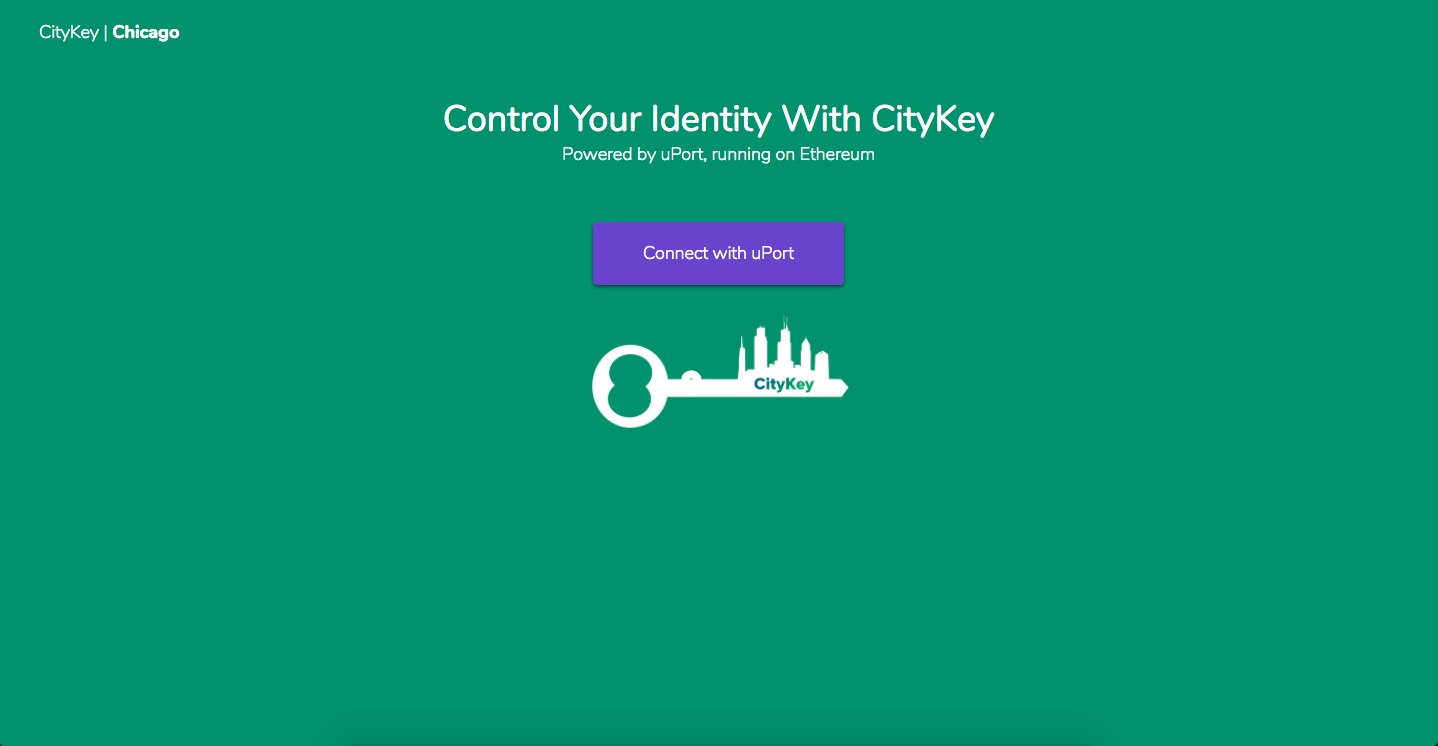 CityKey | Chicago
Control Your Identity With CityKey
Powered by uPort, running on Ethereum
Connect with uPort
CityKey